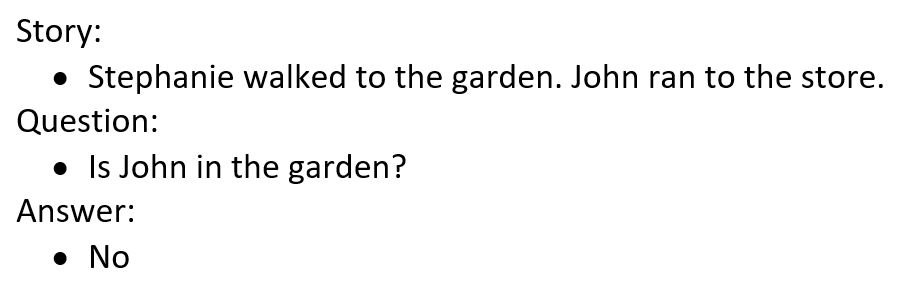 Story:
• Stephanie walked to the garden. John ran to the store.
Question:
• Is John in the garden?
Answer:
• No